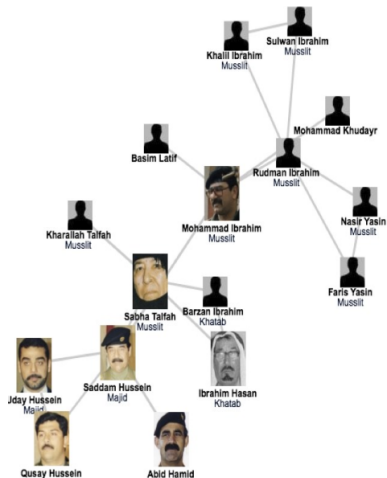 Sulwan Ibrahim
Musslit
Khalil Ibrahim
Musslit
Mohammad Khudayr
Basim Latif
Rudman Ibrahim
Musslit
Mohammad Ibrahim
Musslit
Nasir Yasin
Musslit
Kharallah Talfah
Musslit
Faris Yasin
Musslit
Barzan Ibrahim
Khatab
Sabha Talfah
Musslit
Saddam Hussein
Majid
Ibrahim Hasan
Khatab
Uday Hussein
Majid
Qusay Hussein
Abid Hamid